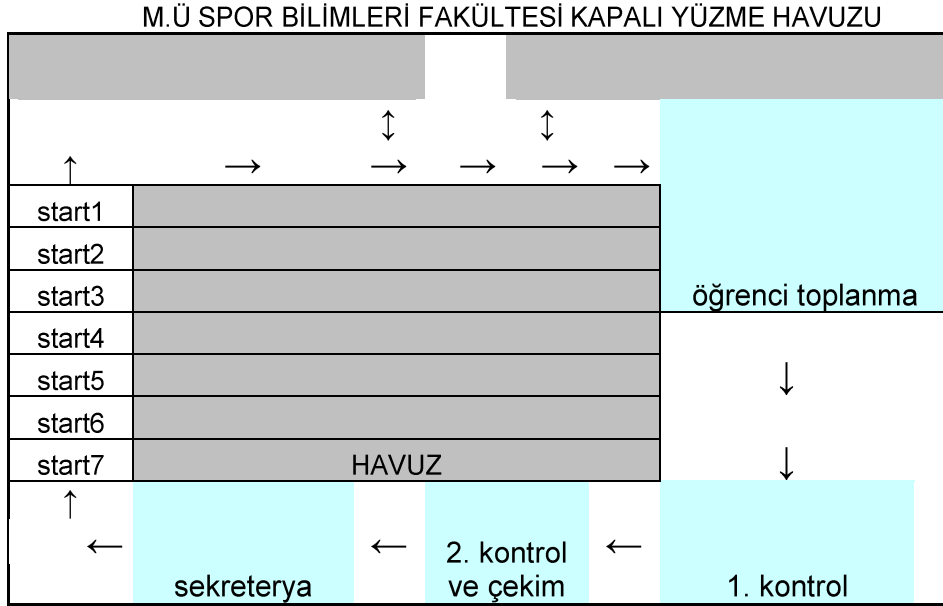 M.Ü SPOR BİLİMLERİ FAKÜLTESİ KAPALI YÜZME HAVUZU
start1
start2
start3
öğrenci toplanma
start4
start5
start6
start7
HAVUZ
sekreterya
2. kontrol
ve çekim
1. kontrol